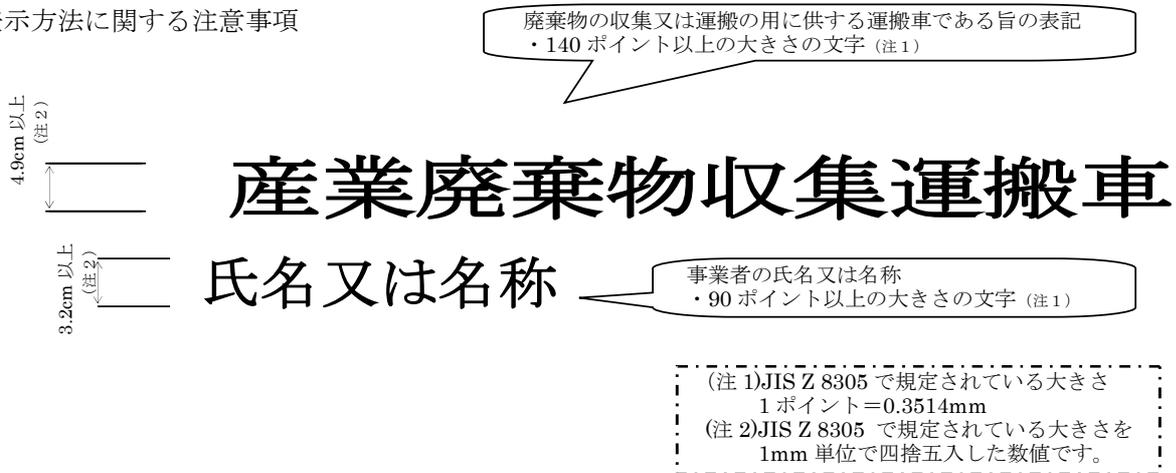 示方法に関する注意事項
廃棄物の収集又は運搬の用に供する運搬車である旨の表記
・140 ポイント以上の大きさの文字（注１）
4.9cm 以上
（注２）
産業廃棄物収集運搬車
3.2cm 以上
（注２）
氏名又は名称
事業者の氏名又は名称
・90 ポイント以上の大きさの文字（注１）
(注 1)JIS Z 8305 で規定されている大きさ
1 ポイント＝0.3514mm
(注 2)JIS Z 8305 で規定されている大きさを
1mm 単位で四捨五入した数値です。